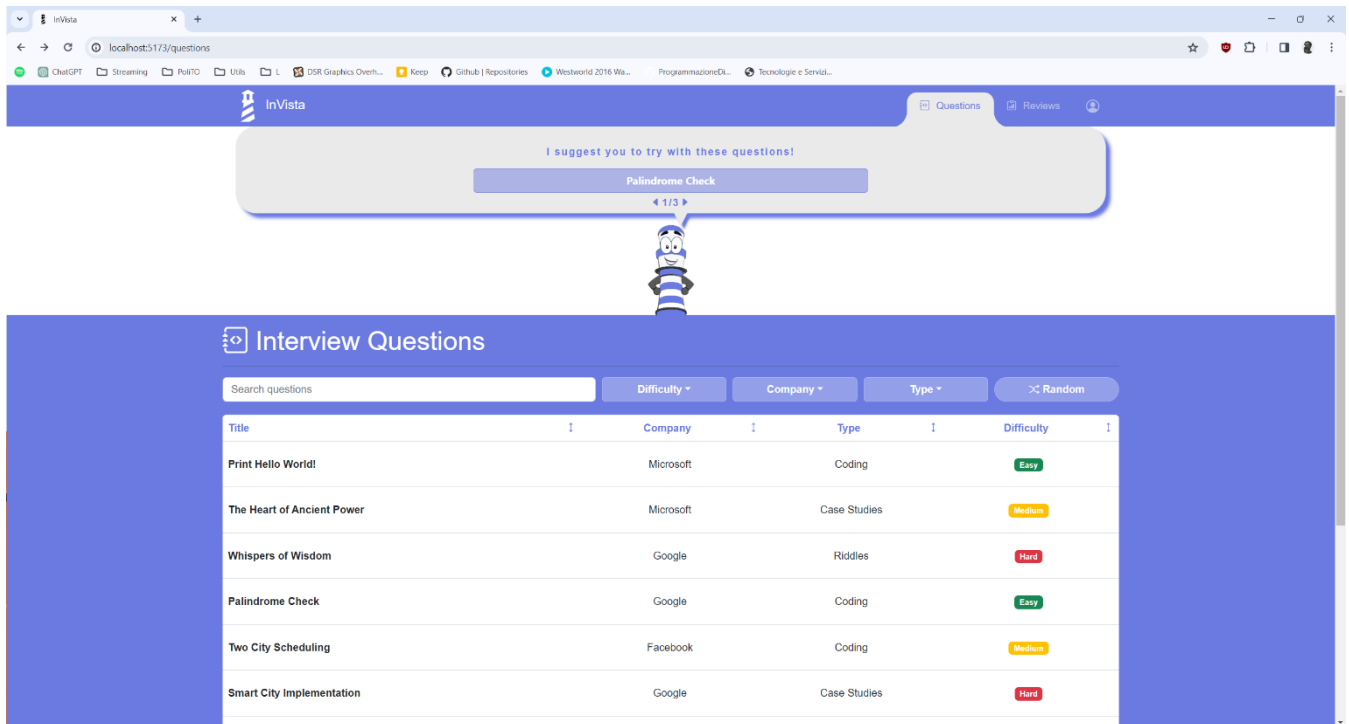 InVista
localhost:5173/questions
ChatGPT Streaming PoliTO Utils L DSR Graphics Overh... Keep Github | Repositories Westworld 2016 Wa... ProgrammazioneDi... Tecnologie e Servizi...
InVista Questions Reviews
I suggest you to try with these questions!
Palindrome Check
1/3
Interview Questions
Search questions Difficulty Company Type Random
Title Company Type Difficulty
Print Hello World! Microsoft Coding Easy
The Heart of Ancient Power Microsoft Case Studies Medium
Whispers of Wisdom Google Riddles Hard
Palindrome Check Google Coding Easy
Two City Scheduling Facebook Coding Medium
Smart City Implementation Google Case Studies Hard